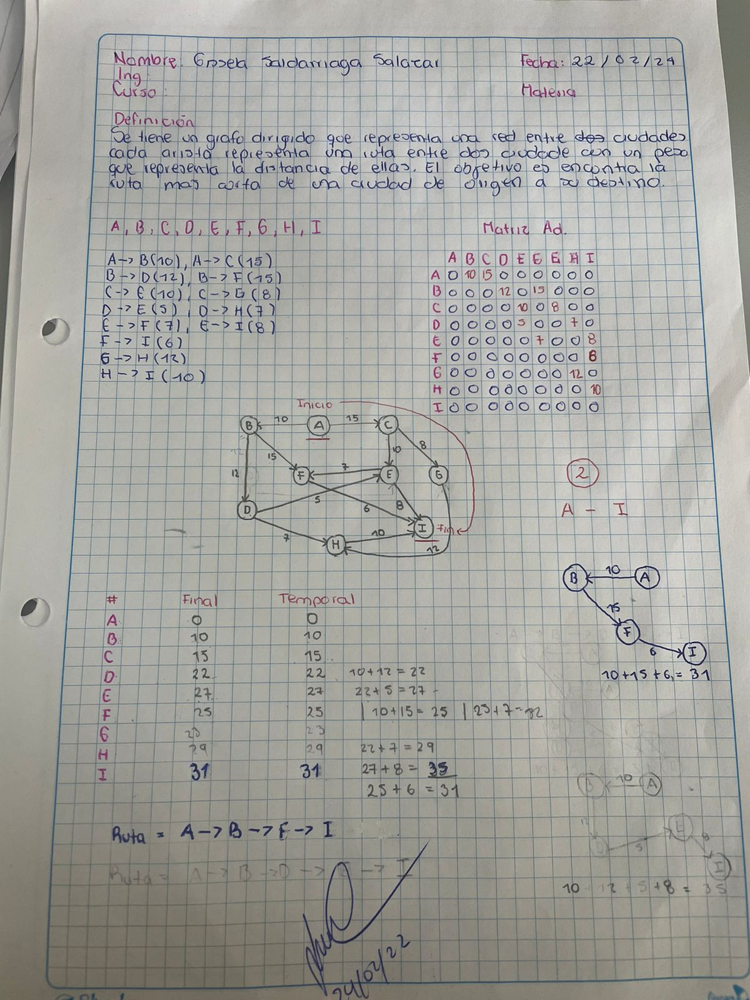 Nombre: Gissela Saldarriaga Salazar Fecha: 22/02/24
Ing:
Curso: Materia
Definición
Se tiene un grafo dirigido que representa una red entre dos ciudades
cada arista representa una ruta entre dos ciudade con un peso
que representa la distancia de ellas. El objetivo es encontra la
ruta mas corta de una ciudad de origen a su destino.
A, B, C, D, E, F, G, H, I
Matriz Ad.
A -> B(10), A -> C(15)
B -> D(12), B -> F(15)
C -> E(10), C -> G(8)
D -> E(5), D -> H(7)
E -> F(7), E -> I(8)
F -> I(6)
G -> H(12)
H -> I(10)
A B C D E E E H I
A 0 10 15 0 0 0 0 0 0
B 0 0 0 12 0 15 0 0 0
C 0 0 0 0 10 0 8 0 0
D 0 0 0 0 5 0 0 7 0
E 0 0 0 0 0 7 0 0 8
F 0 0 0 0 0 0 0 0 6
G 0 0 0 0 0 0 0 12 0
H 0 0 0 0 0 0 0 0 10
I 0 0 0 0 0 0 0 0 0
Inicio
B 10 A 15 C
15 10 8
12 F 7 E G
D 5 6 8
I Fin
7 H 10 12
2
A - I
B 10 A
15
F
6 I
10+15+6 = 31
# Final Temporal
A 0 0
B 10 10
C 15 15
D 22 22 10+12 = 22
E 27 27 22+5 = 27
F 25 25 | 10+15 = 25 | 25+7 = 32
G 23 23
H 29 29 22+7 = 29
I 31 31 27+8 = 35
25+6 = 31
Ruta = A -> B -> F -> I
Ruta = A -> B -> D -> E -> I
B 10 A
12 E 8
D 5
I
10 + 12 + 5 + 8 = 35
24/02/22